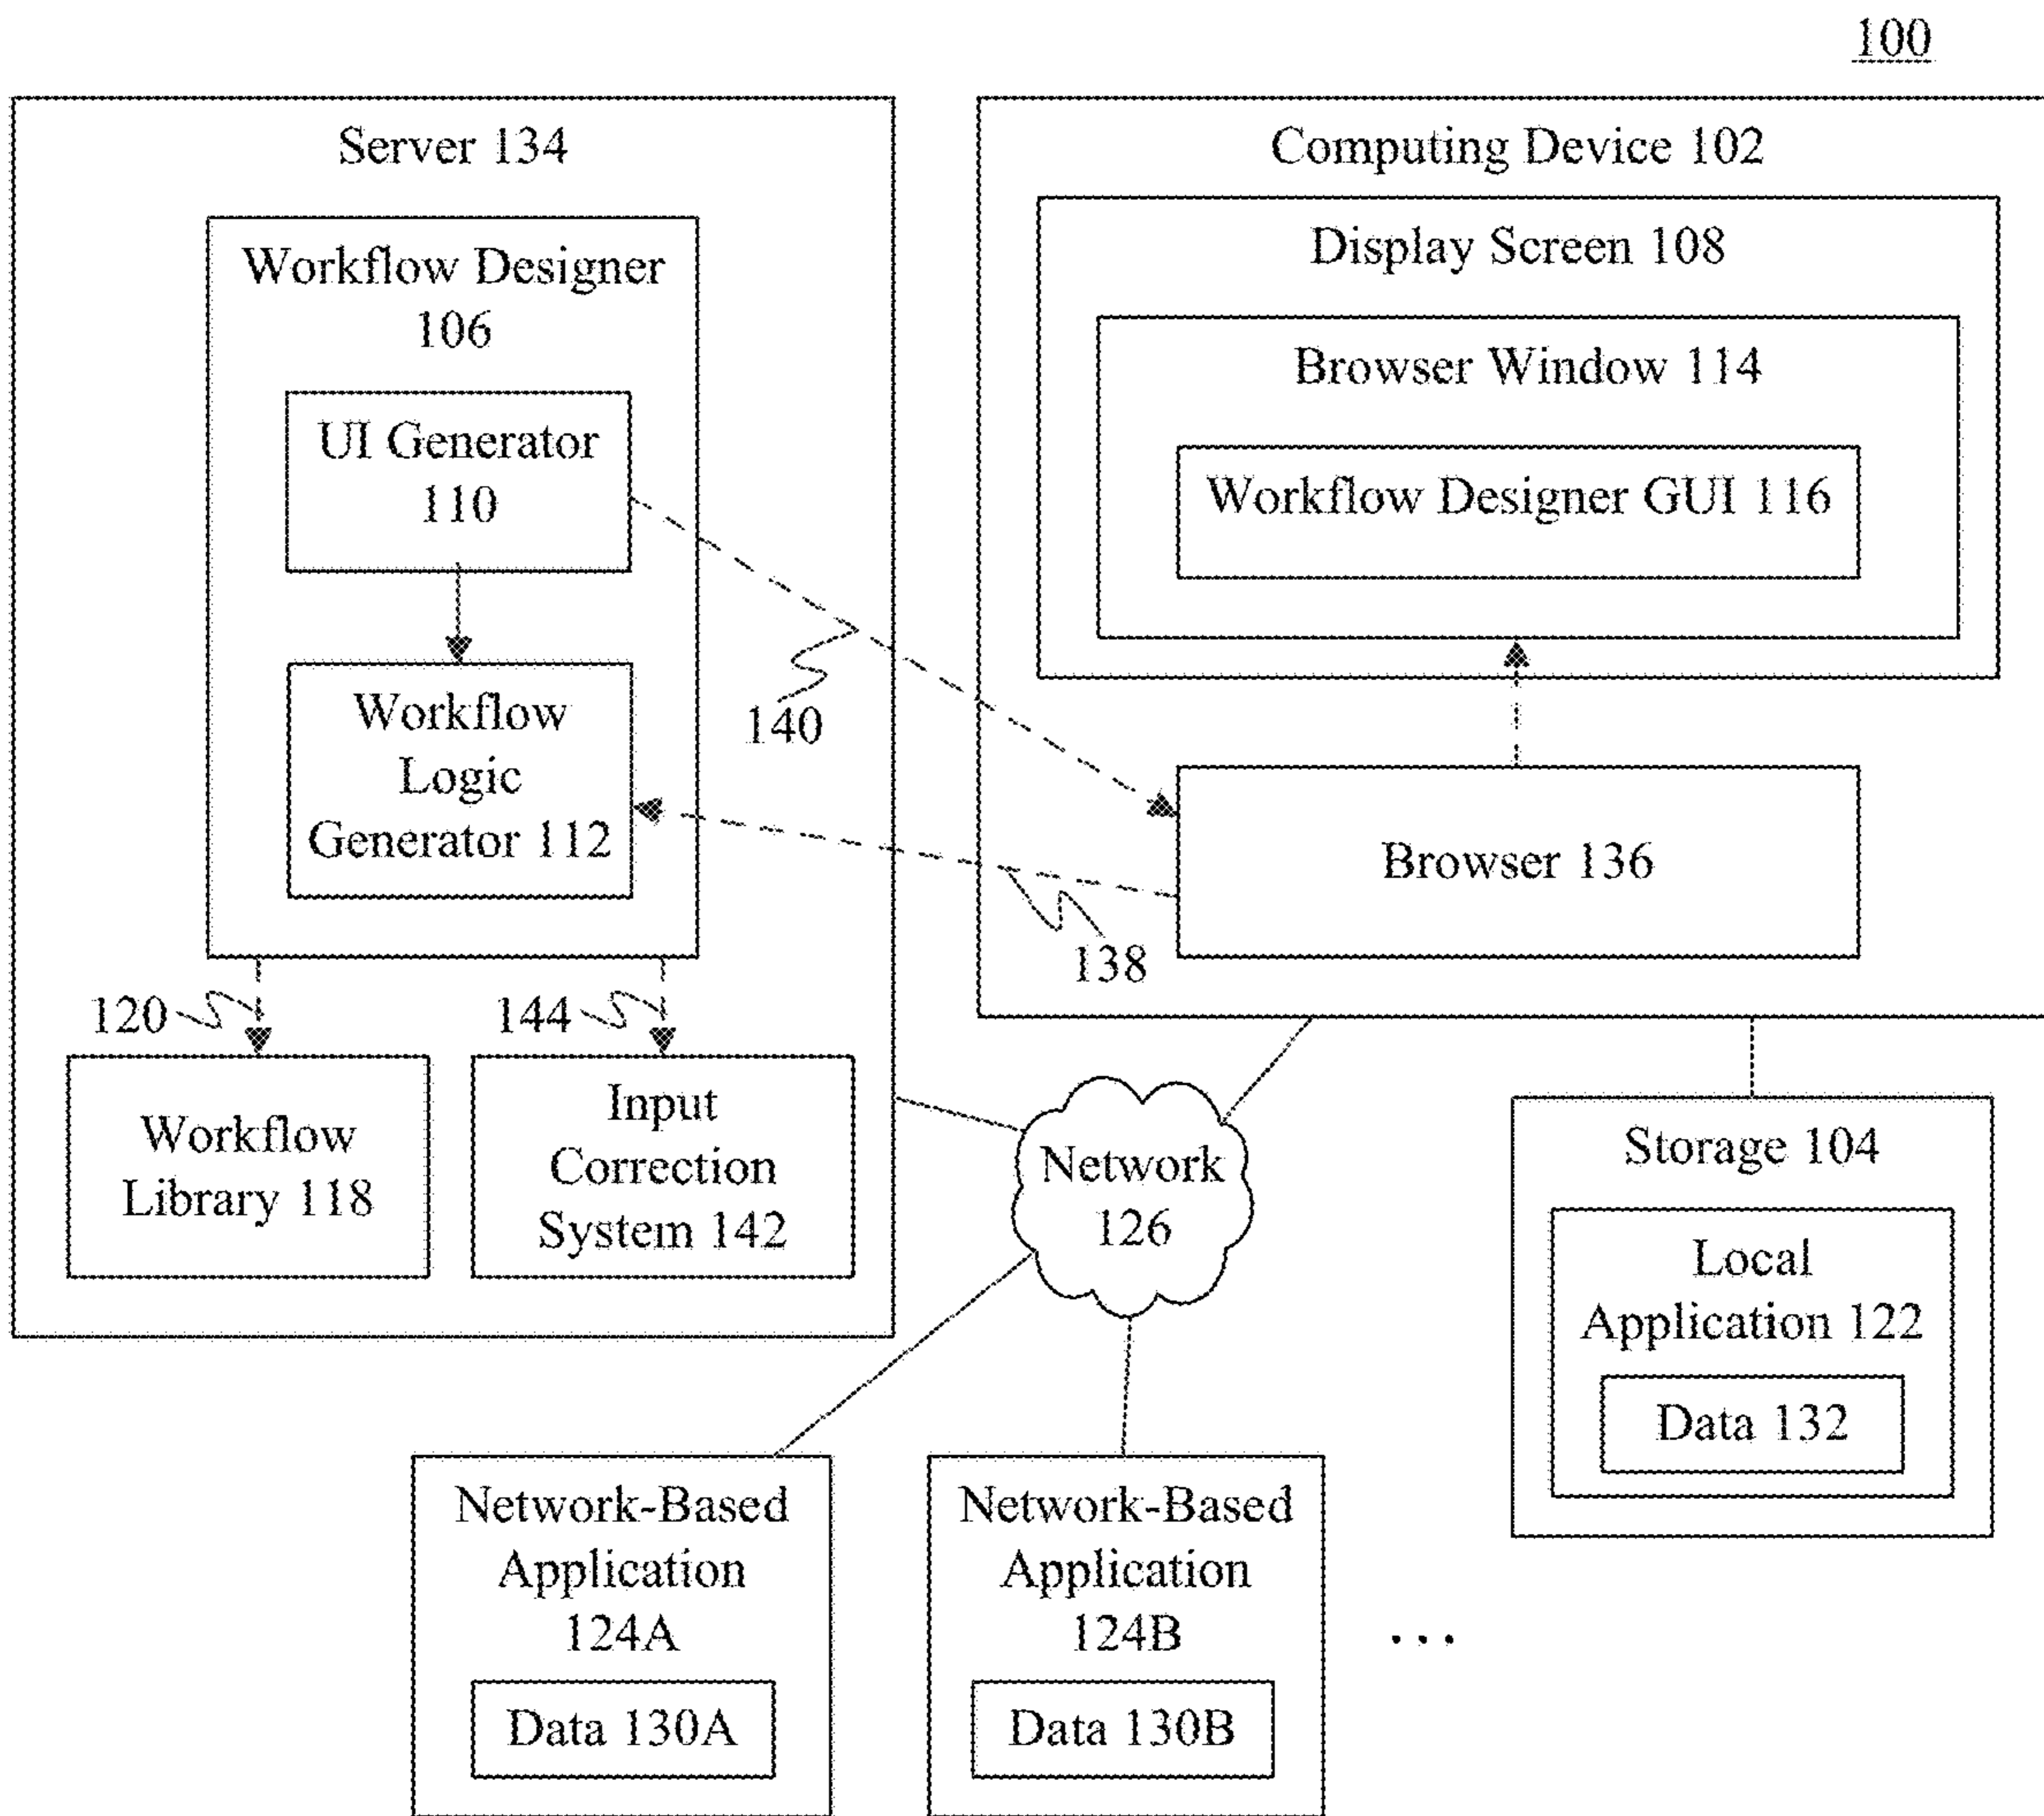 100
Server 134
Workflow Designer
106
UI Generator
110
Workflow
Logic
Generator 112
140
138
120
144
Workflow
Library 118
Input
Correction
System 142
Computing Device 102
Display Screen 108
Browser Window 114
Workflow Designer GUI 116
Browser 136
Network
126
Storage 104
Local
Application 122
Data 132
Network-Based
Application
124A
Data 130A
Network-Based
Application
124B
Data 130B
...